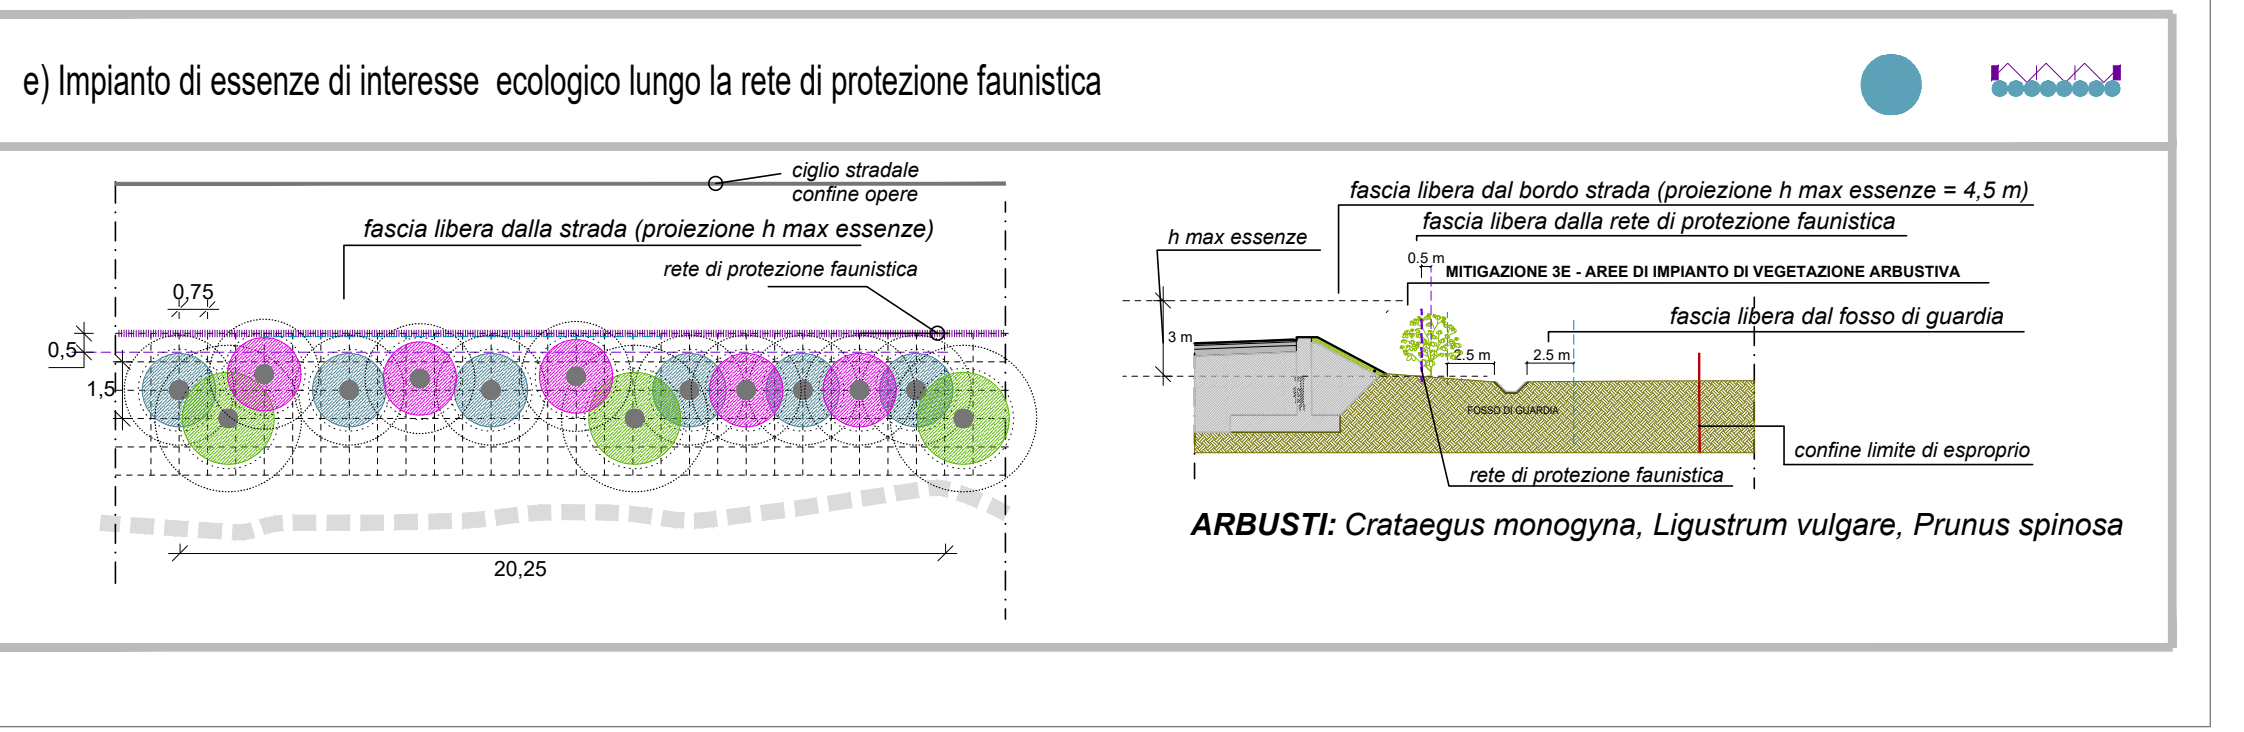 e) Impianto di essenze di interesse ecologico lungo la rete di protezione faunistica
ciglio stradale
confine opere
fascia libera dalla strada (proiezione h max essenze)
rete di protezione faunistica
0,75
0,5
1,5
20,25
fascia libera dal bordo strada (proiezione h max essenze = 4,5 m)
fascia libera dalla rete di protezione faunistica
h max essenze
0.5 m
MITIGAZIONE 3E - AREE DI IMPIANTO DI VEGETAZIONE ARBUSTIVA
fascia libera dal fosso di guardia
3 m
2.5 m
2.5 m
FOSSO DI GUARDIA
confine limite di esproprio
rete di protezione faunistica
ARBUSTI: Crataegus monogyna, Ligustrum vulgare, Prunus spinosa